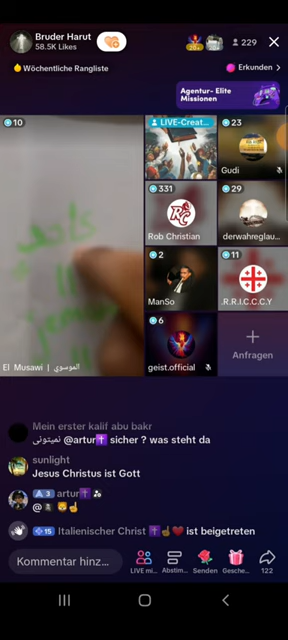 Bruder Harut
58.5K Likes
20+
229
Wöchentliche Rangliste
Erkunden >
Agentur- Elite
Missionen
10
LIVE-Creat...
23
Gudi
331
RC
Rob Christian
29
derwahreglau...
2
ManSo
11
.R.R.I.C.C.Y
6
geist.official
+
Anfragen
El Musawi | الموسوي
Mein erster kalif abu bakr
@artur✝️ sicher ? was steht da
sunlight
Jesus Christus ist Gott
A 3 artur✝️
@
15 Italienischer Christ ✝️☝️❤️ ist beigetreten
Kommentar hinz...
LIVE mi...
Abstim...
Senden
Gesche...
122